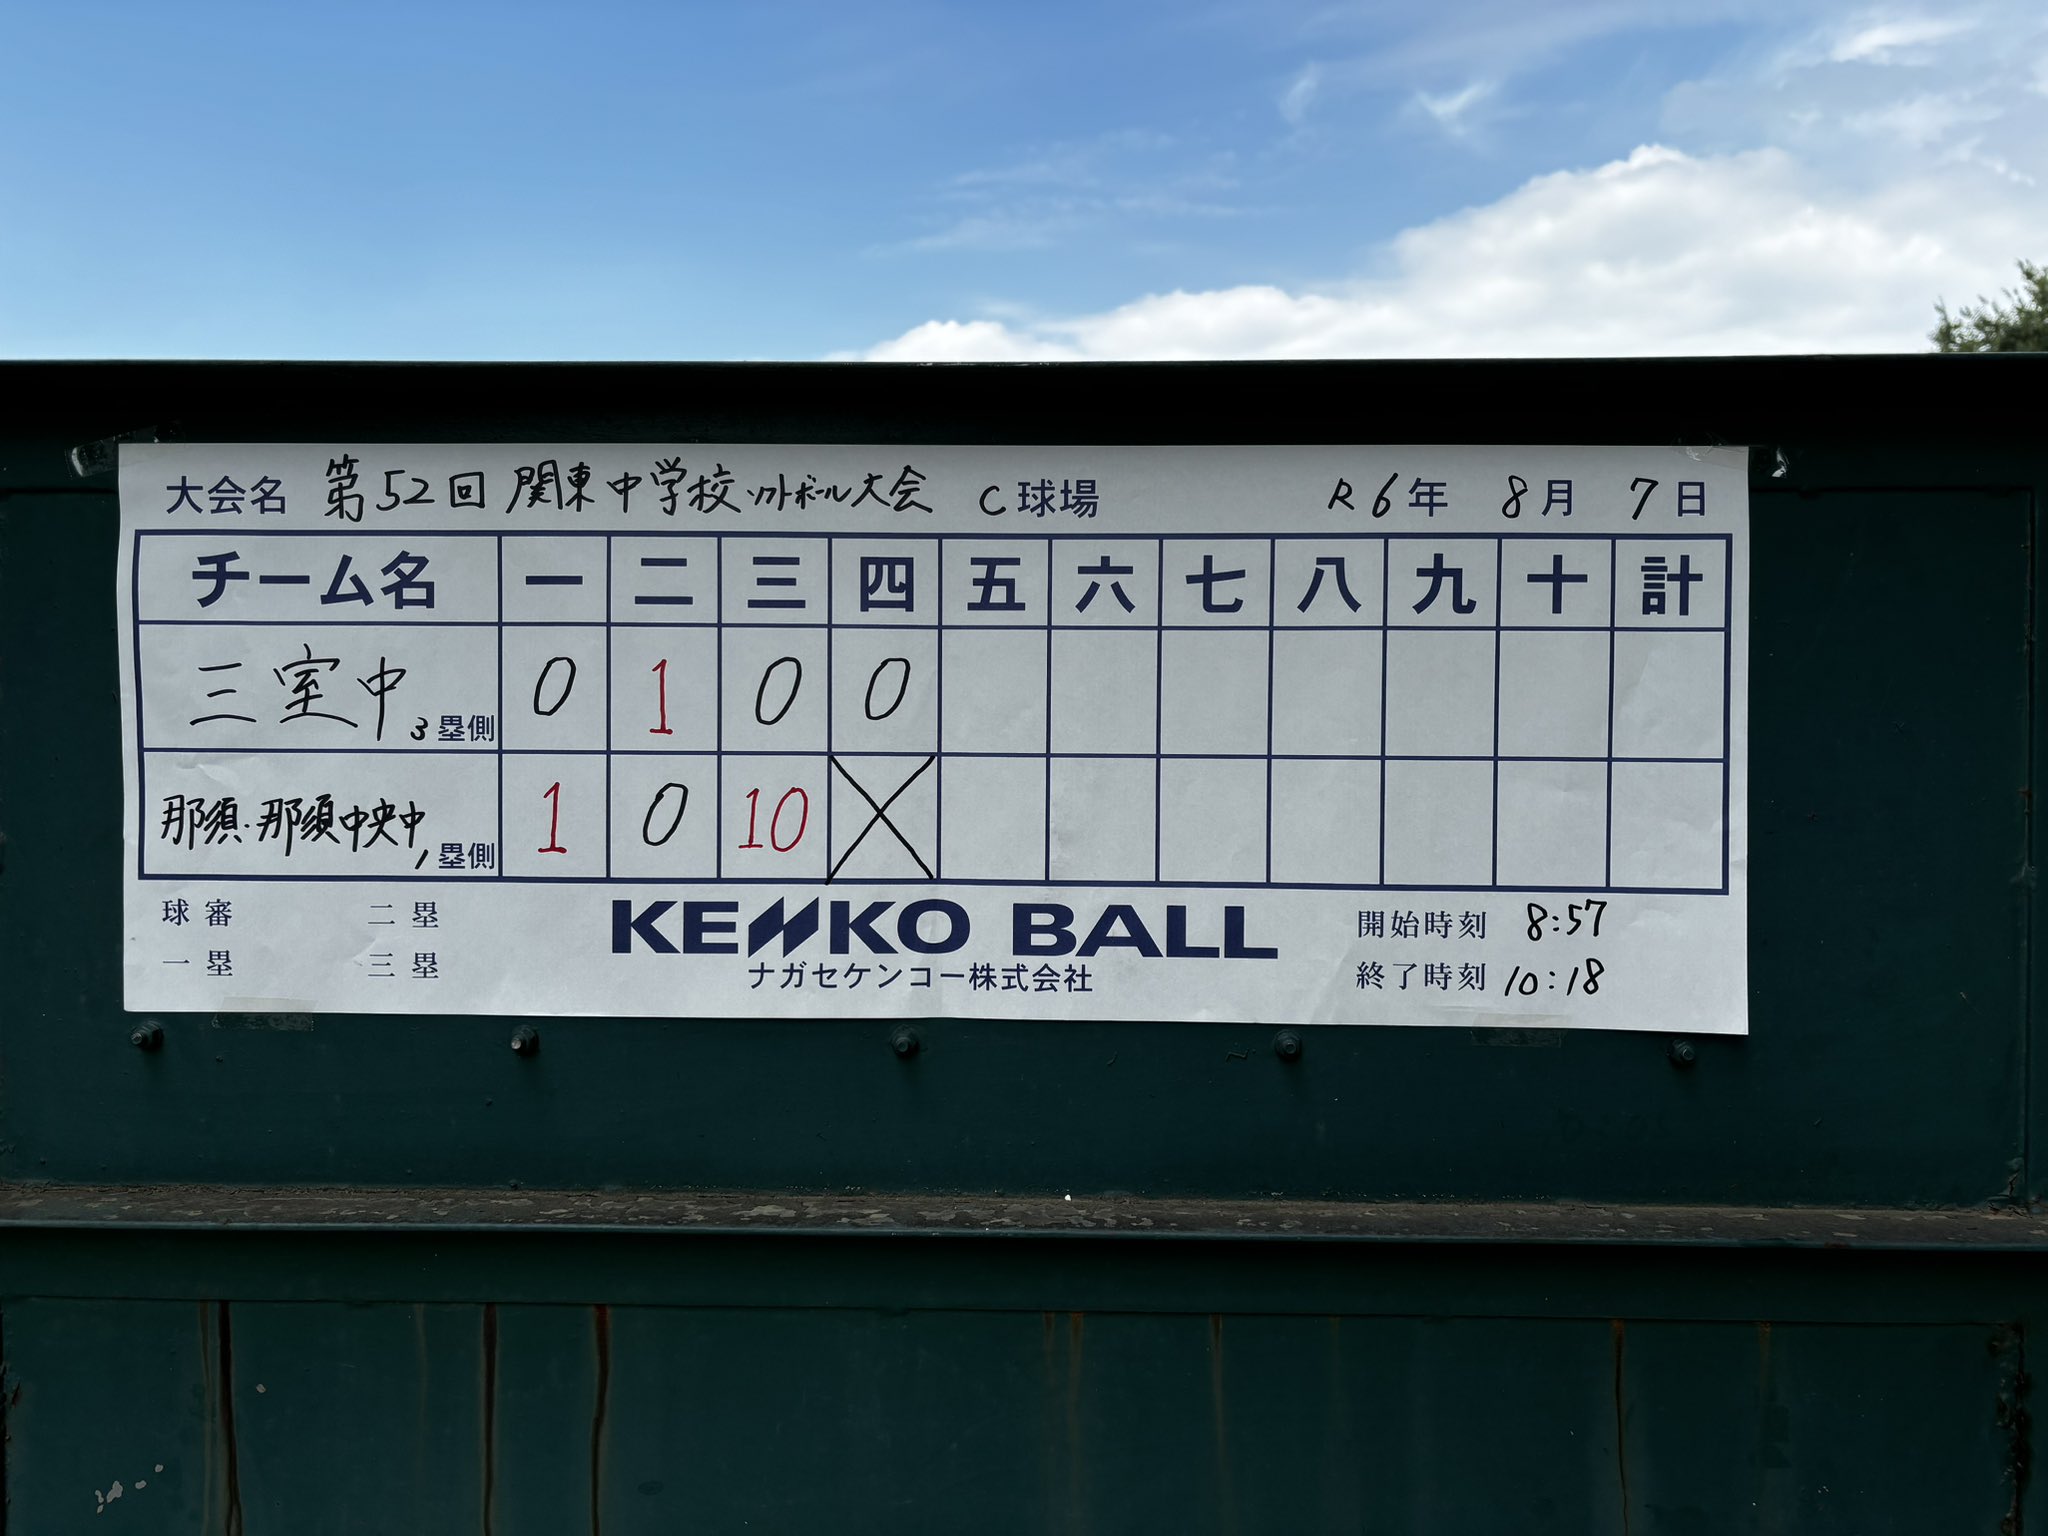 大会名 第52回 関東中学校ソフトボール大会 C球場 R6年 8月 7日
チーム名 一 二 三 四 五 六 七 八 九 十 計
三室中 3塁側 0 1 0 0
那須・那須中央中 1塁側 1 0 10 X
球審 二塁 KENKO BALL 開始時刻 8:57
一塁 三塁 ナガセケンコー株式会社 終了時刻 10:18